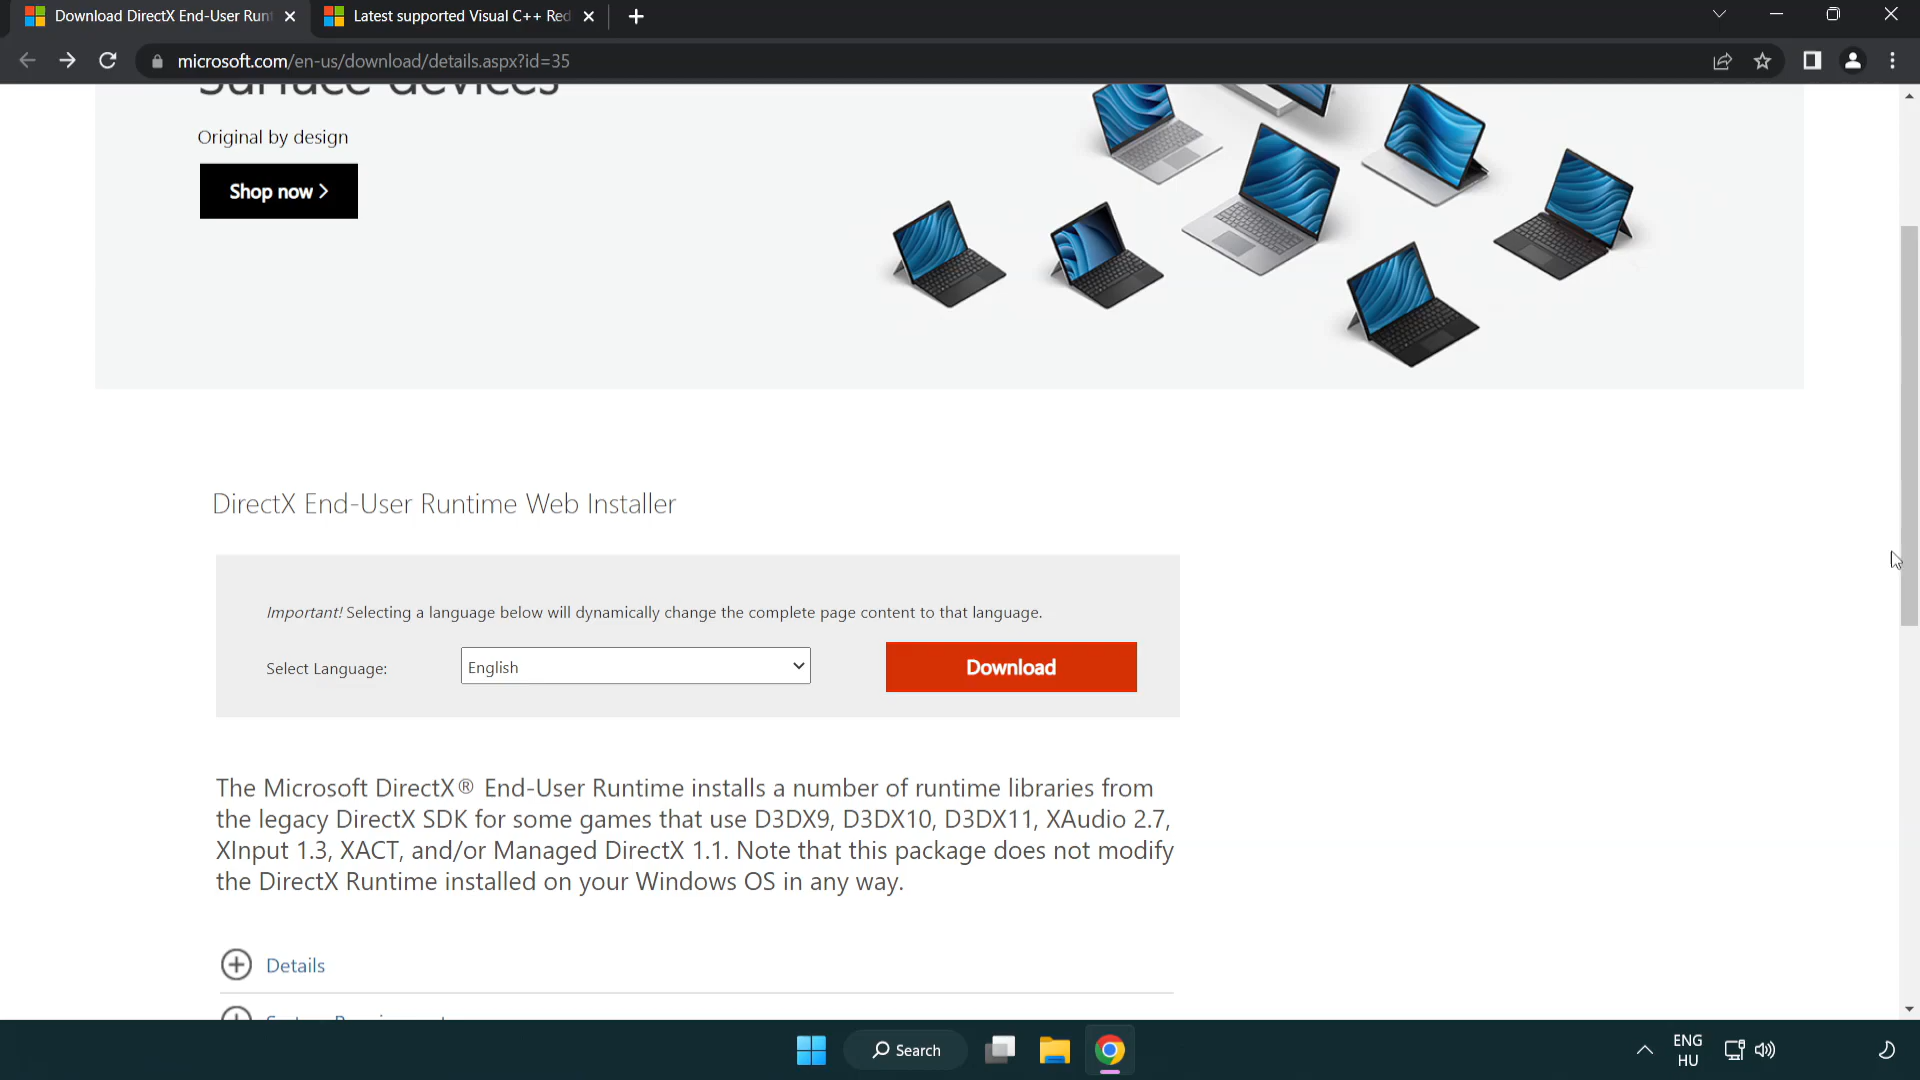 Download DirectX End-User Runt
Latest supported Visual C++ Red
microsoft.com/en-us/download/details.aspx?id=35
Surface devices
Original by design
Shop now
DirectX End-User Runtime Web Installer
Important! Selecting a language below will dynamically change the complete page content to that language.
Select Language:
English
Download
The Microsoft DirectX® End-User Runtime installs a number of runtime libraries from
the legacy DirectX SDK for some games that use D3DX9, D3DX10, D3DX11, XAudio 2.7,
XInput 1.3, XACT, and/or Managed DirectX 1.1. Note that this package does not modify
the DirectX Runtime installed on your Windows OS in any way.
Details
Search
ENG
HU